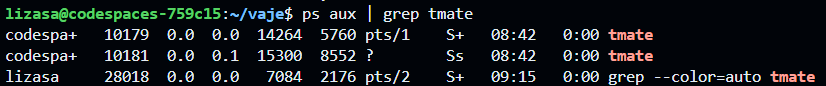 lizasa@codespaces-759c15:~/vaje$ ps aux | grep tmate
codespa+   10179  0.0  0.0  14264  5760 pts/1    S+   08:42   0:00 tmate
codespa+   10181  0.0  0.1  15300  8552 ?        Ss   08:42   0:00 tmate
lizasa     28018  0.0  0.0   7084  2176 pts/2    S+   09:15   0:00 grep --color=auto tmate